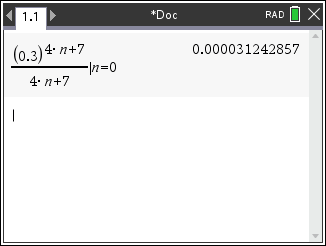 1.1 *Doc RAD
(0.3)^(4·n+7) / (4·n+7) |n=0 0.000031242857